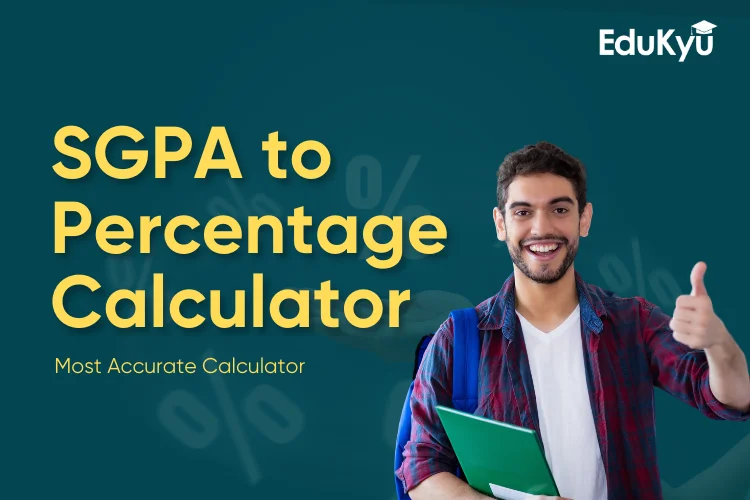 EduKyu
SGPA to
Percentage
Calculator
Most Accurate Calculator